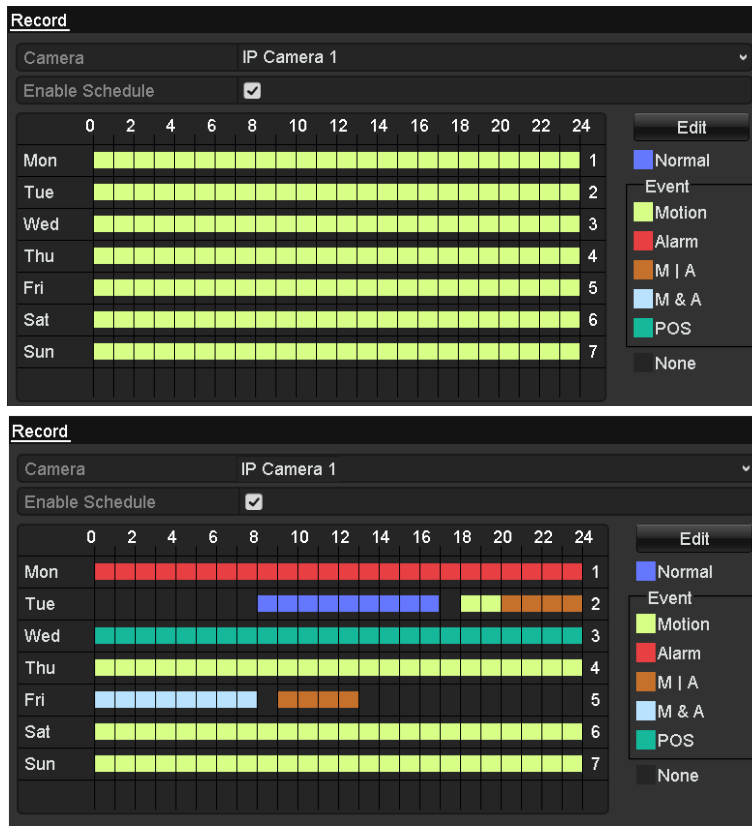 Record
Camera IP Camera 1
Enable Schedule
0 2 4 6 8 10 12 14 16 18 20 22 24 Edit
Mon 1 Normal
Event
Tue 2 Motion
Wed 3 Alarm
Thu 4 M | A
Fri 5 M & A
Sat 6 POS
Sun 7 None
Record
Camera IP Camera 1
Enable Schedule
0 2 4 6 8 10 12 14 16 18 20 22 24 Edit
Mon 1 Normal
Event
Tue 2 Motion
Wed 3 Alarm
Thu 4 M | A
Fri 5 M & A
Sat 6 POS
Sun 7 None